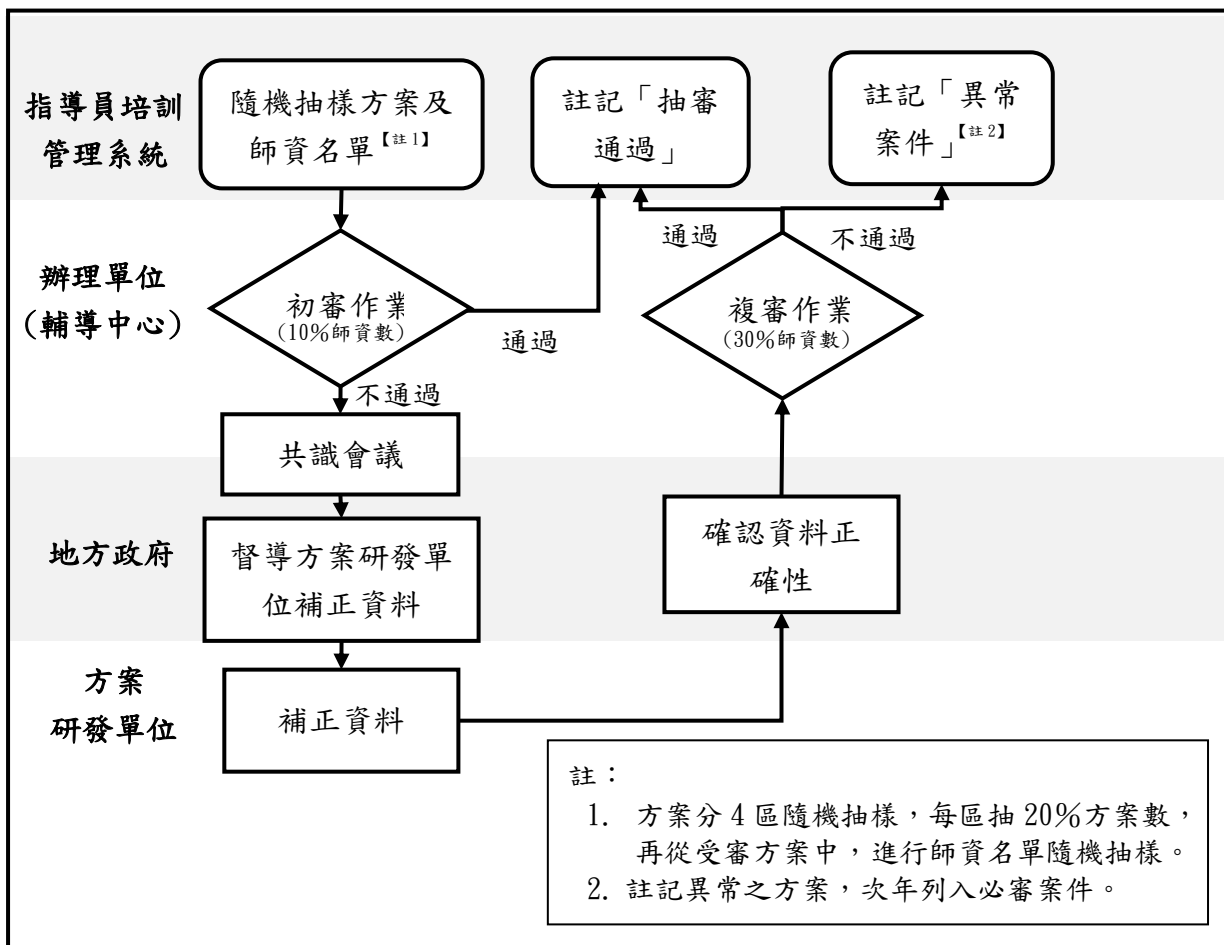 指導員培訓
管理系統
隨機抽樣方案及
師資名單【註1】
註記「抽審
通過」
註記「異常
案件」【註2】
辦理單位
(輔導中心)
初審作業
(10%師資數)
通過
不通過
通過
不通過
複審作業
(30%師資數)
共識會議
地方政府
督導方案研發單
位補正資料
確認資料正
確性
方案
研發單位
補正資料
註：
1. 方案分4區隨機抽樣，每區抽20%方案數，
再從受審方案中，進行師資名單隨機抽樣。
2. 註記異常之方案，次年列入必審案件。